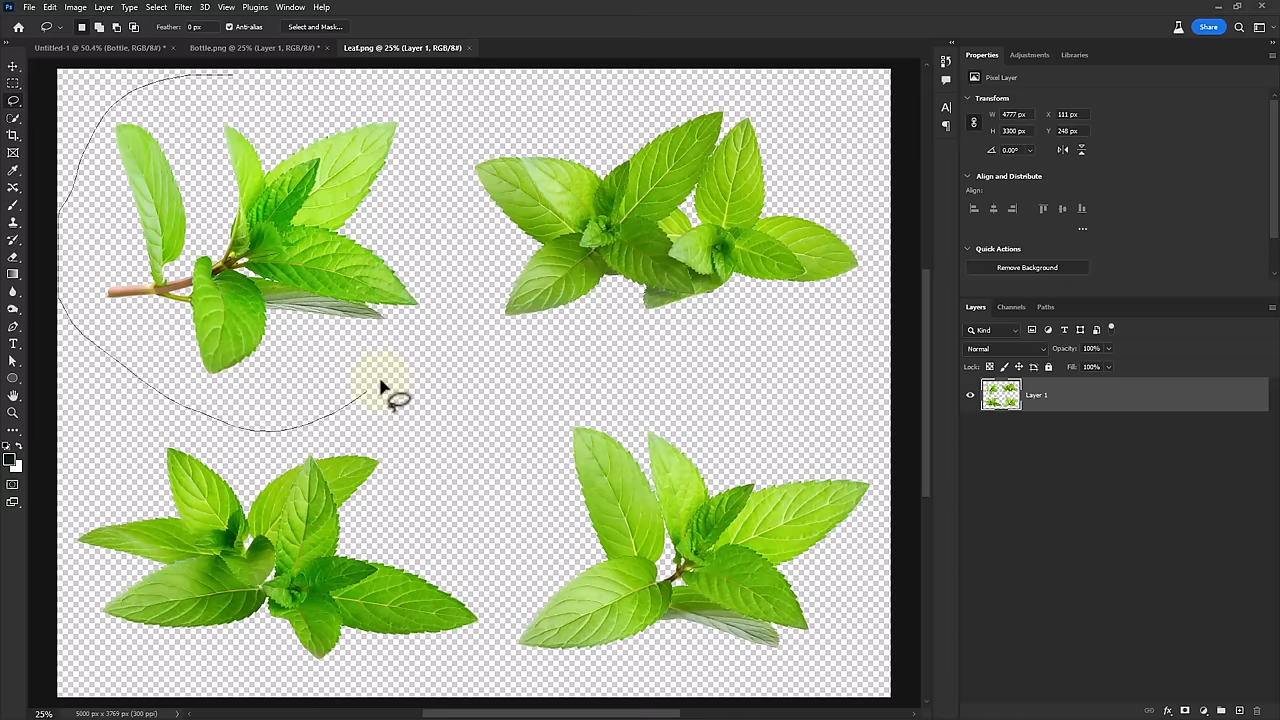 Ps File Edit Image Layer Type Select Filter 3D View Plugins Window Help
Feather: 0 px Anti-alias Select and Mask... Share
Untitled-1 @ 50.4% (Bottle, RGB/8#) * × Bottle.png @ 25% (Layer 1, RGB/8#) * × Leaf.png @ 25% (Layer 1, RGB/8#) ×
Properties Adjustments Libraries
Pixel Layer
Transform
W 4777 px X 111 px
H 3300 px Y 248 px
0.00°
Align and Distribute
Align:
Quick Actions
Remove Background
Layers Channels Paths
Kind
Normal Opacity: 100%
Lock: Fill: 100%
Layer 1
25% 5000 px x 3769 px (300 ppi)